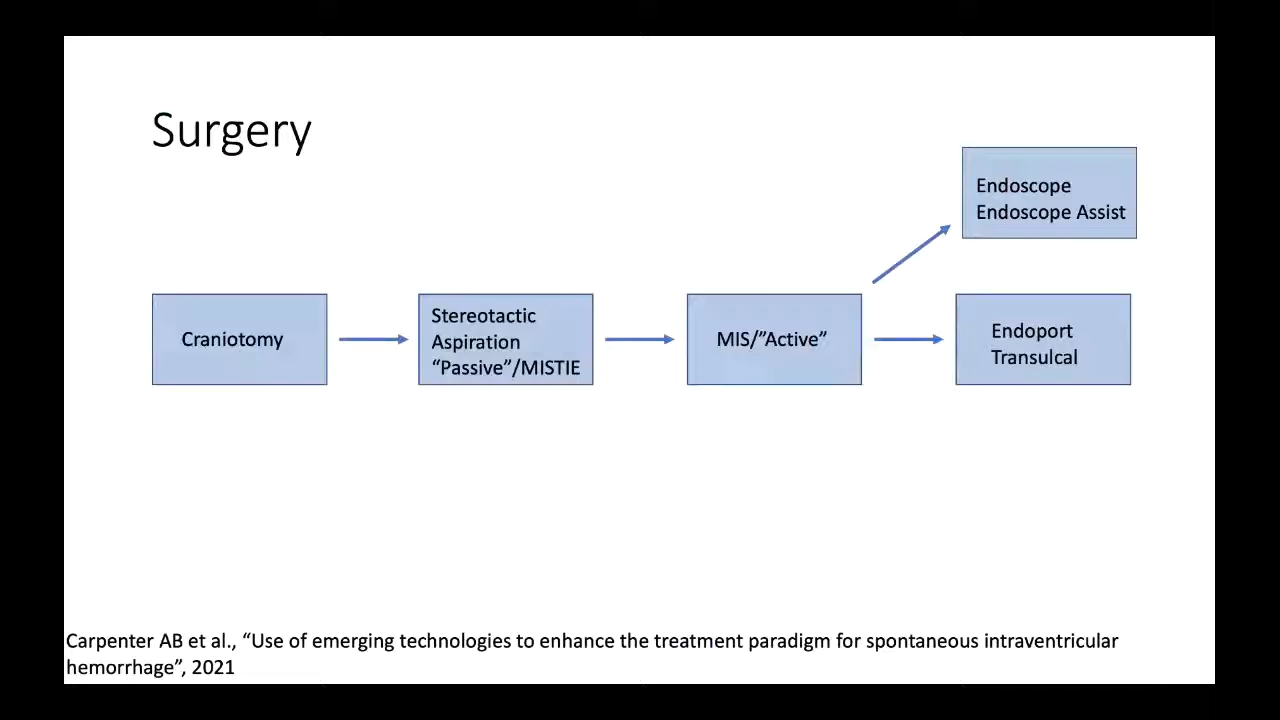 Surgery
Endoscope
Endoscope Assist
Craniotomy
Stereotactic
Aspiration
“Passive”/MISTIE
MIS/”Active”
Endoport
Transulcal
Carpenter AB et al., “Use of emerging technologies to enhance the treatment paradigm for spontaneous intraventricular
hemorrhage”, 2021